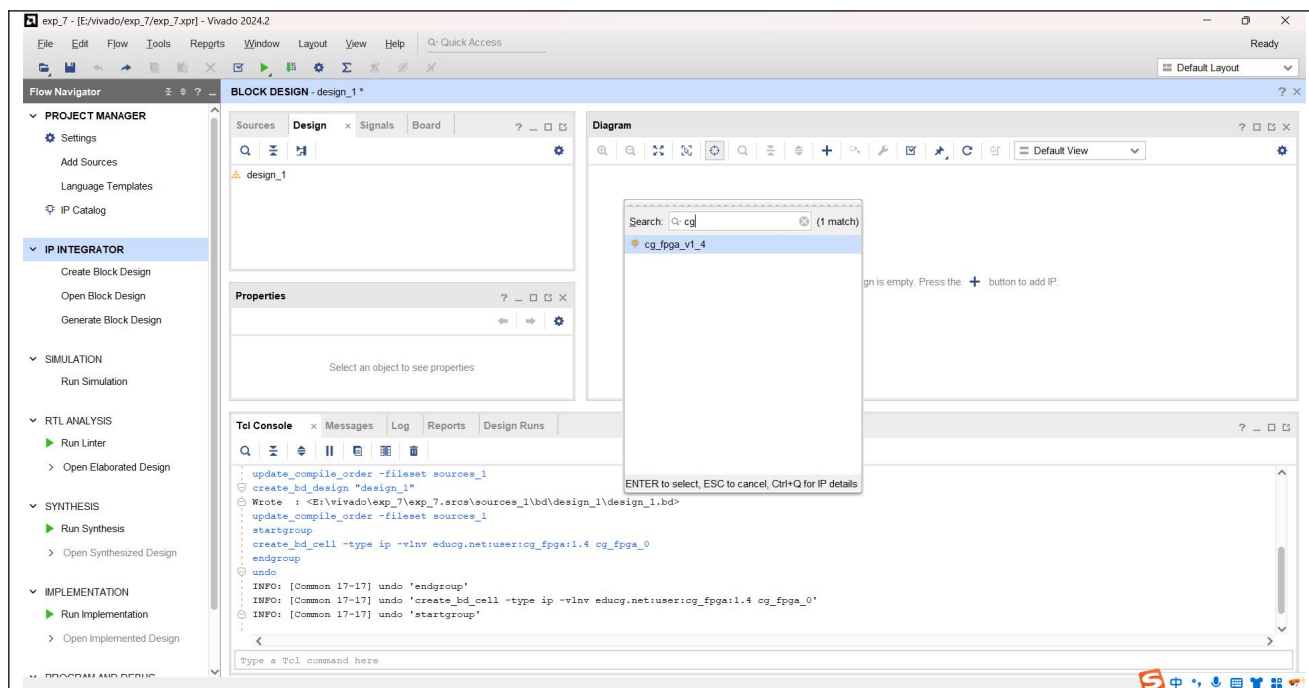 exp_7 - [E:/vivado/exp_7/exp_7.xpr] - Vivado 2024.2
File Edit Flow Tools Reports Window Layout View Help Quick Access
Ready
Default Layout
Flow Navigator
PROJECT MANAGER
Settings
Add Sources
Language Templates
IP Catalog
IP INTEGRATOR
Create Block Design
Open Block Design
Generate Block Design
SIMULATION
Run Simulation
RTL ANALYSIS
Run Linter
Open Elaborated Design
SYNTHESIS
Run Synthesis
Open Synthesized Design
IMPLEMENTATION
Run Implementation
Open Implemented Design
PROGRAM AND DEBUG
BLOCK DESIGN - design_1 *
Sources Design Signals Board
design_1
Properties
Select an object to see properties
Diagram
Default View
Search: cg (1 match)
cg_fpga_v1_4
ENTER to select, ESC to cancel, Ctrl+Q for IP details
gn is empty. Press the + button to add IP.
Tcl Console Messages Log Reports Design Runs
update_compile_order -fileset sources_1
create_bd_design "design_1"
Wrote : <E:\vivado\exp_7\exp_7.srcs\sources_1\bd\design_1\design_1.bd>
update_compile_order -fileset sources_1
startgroup
create_bd_cell -type ip -vlnv educg.net:user:cg_fpga:1.4 cg_fpga_0
endgroup
undo
INFO: [Common 17-17] undo 'endgroup'
INFO: [Common 17-17] undo 'create_bd_cell -type ip -vlnv educg.net:user:cg_fpga:1.4 cg_fpga_0'
INFO: [Common 17-17] undo 'startgroup'
Type a Tcl command here
中